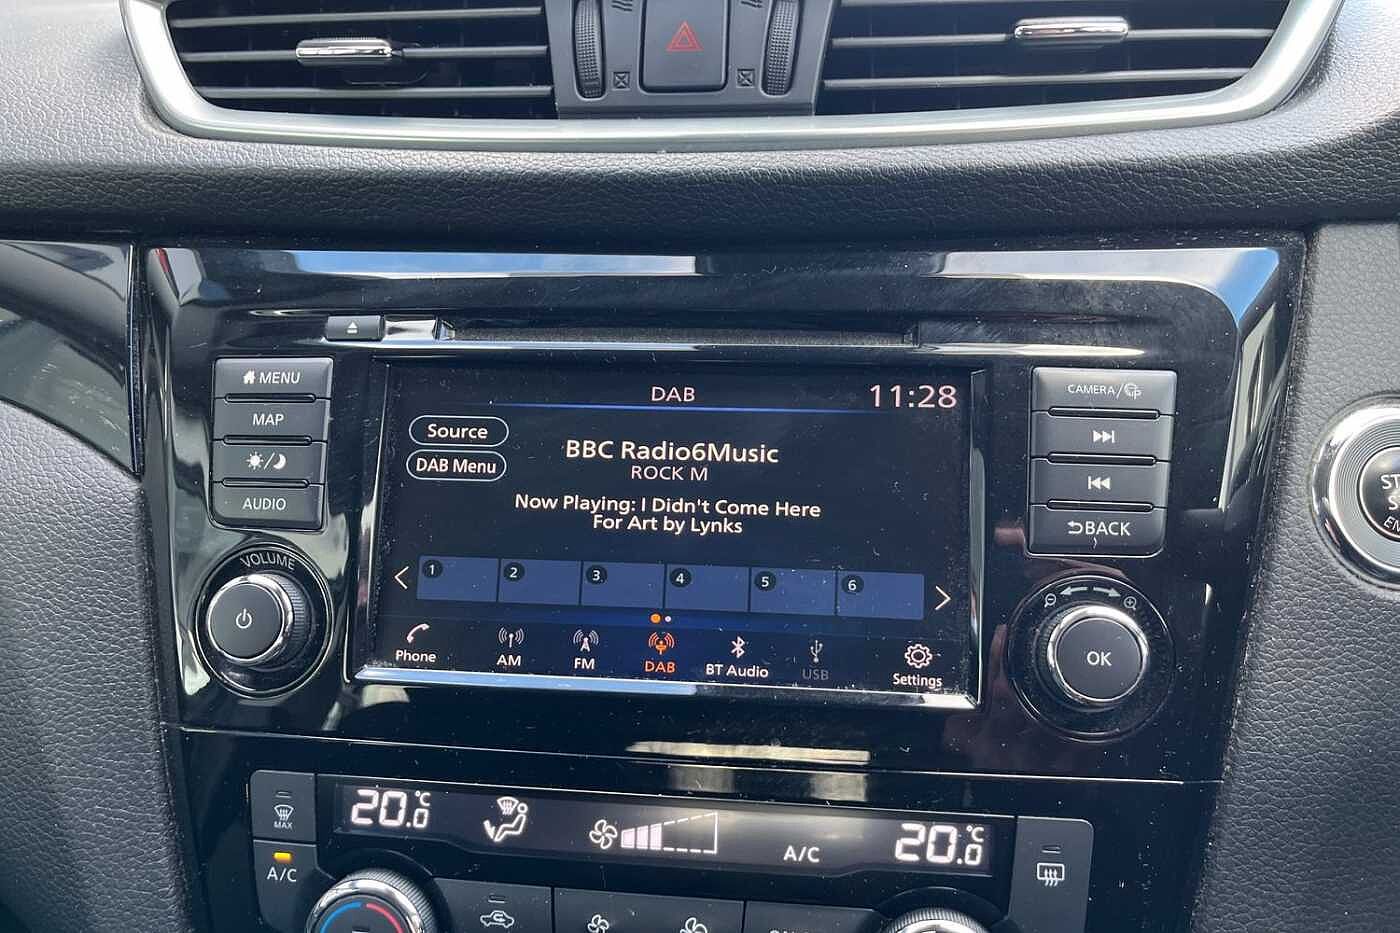 MENU
MAP
AUDIO
VOLUME
DAB
11:28
Source
DAB Menu
BBC Radio6Music
ROCK M
Now Playing: I Didn't Come Here
For Art by Lynks
1 2 3 4 5 6
Phone AM FM DAB BT Audio USB Settings
CAMERA/
BACK
OK
MAX
A/C
20.0°C
A/C
20.0°C